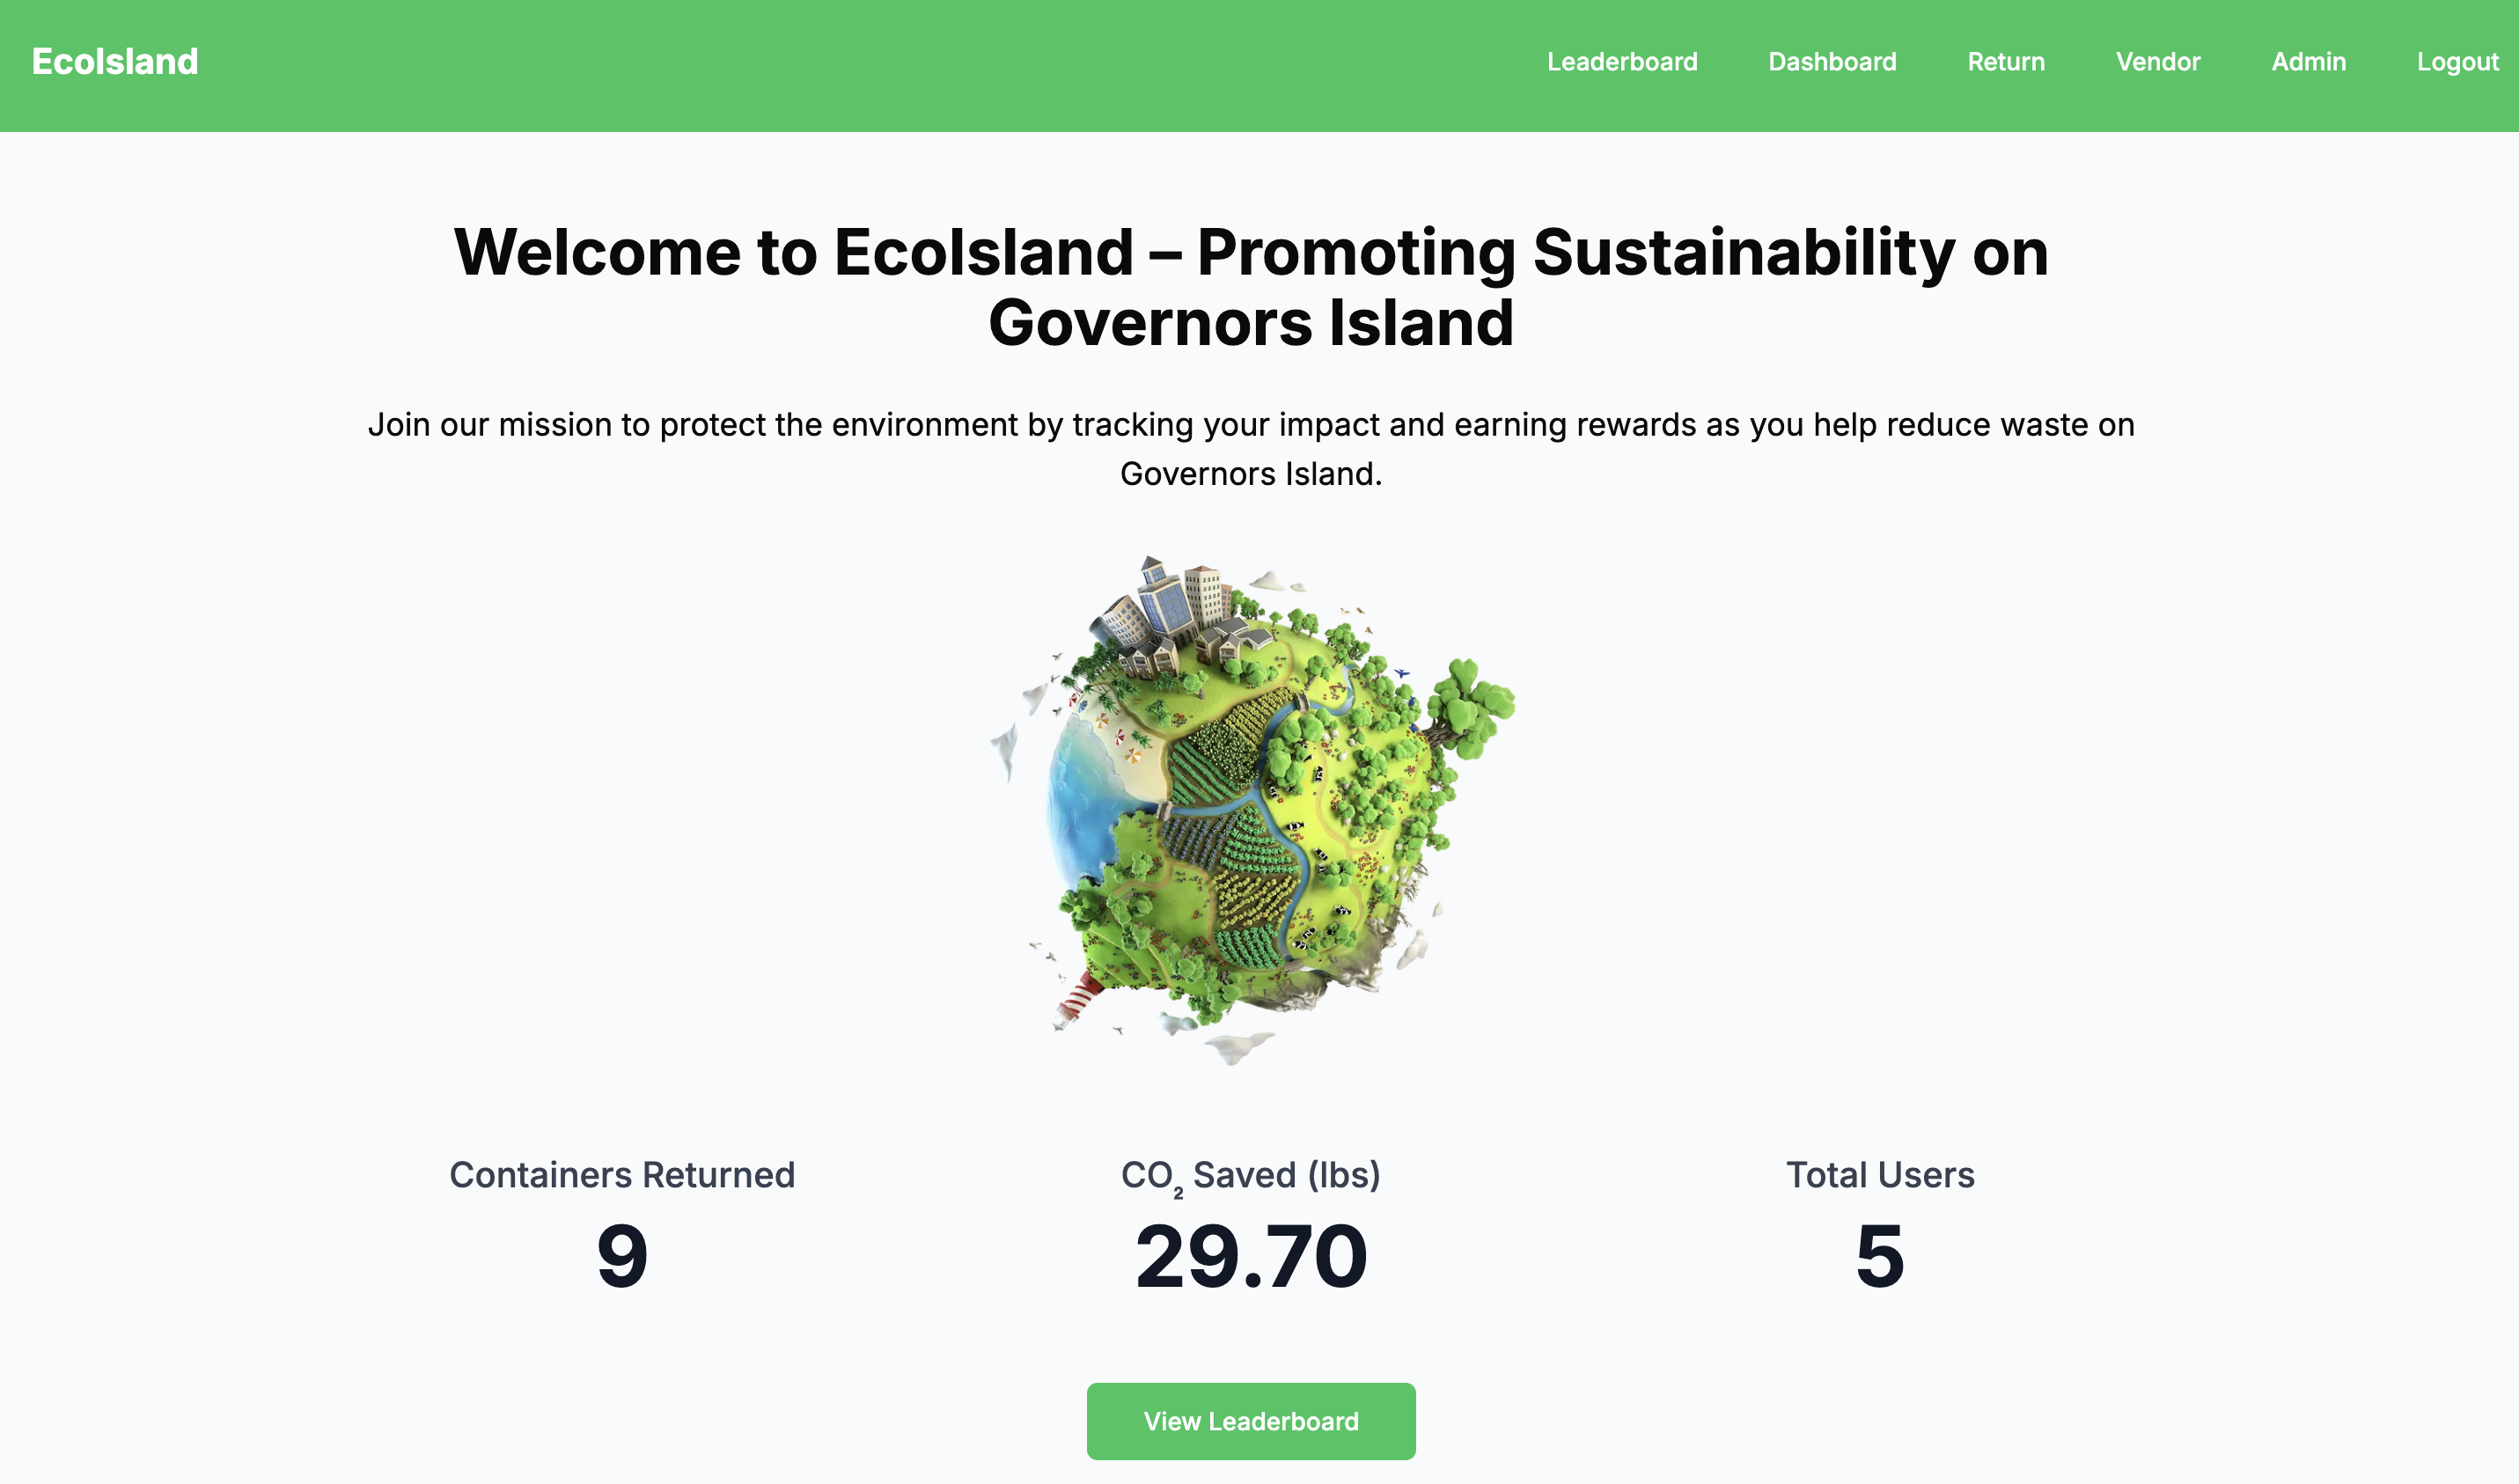 EcoIsland
Leaderboard Dashboard Return Vendor Admin Logout
Welcome to EcoIsland – Promoting Sustainability on
Governors Island
Join our mission to protect the environment by tracking your impact and earning rewards as you help reduce waste on
Governors Island.
Containers Returned
9
CO₂ Saved (lbs)
29.70
Total Users
5
View Leaderboard